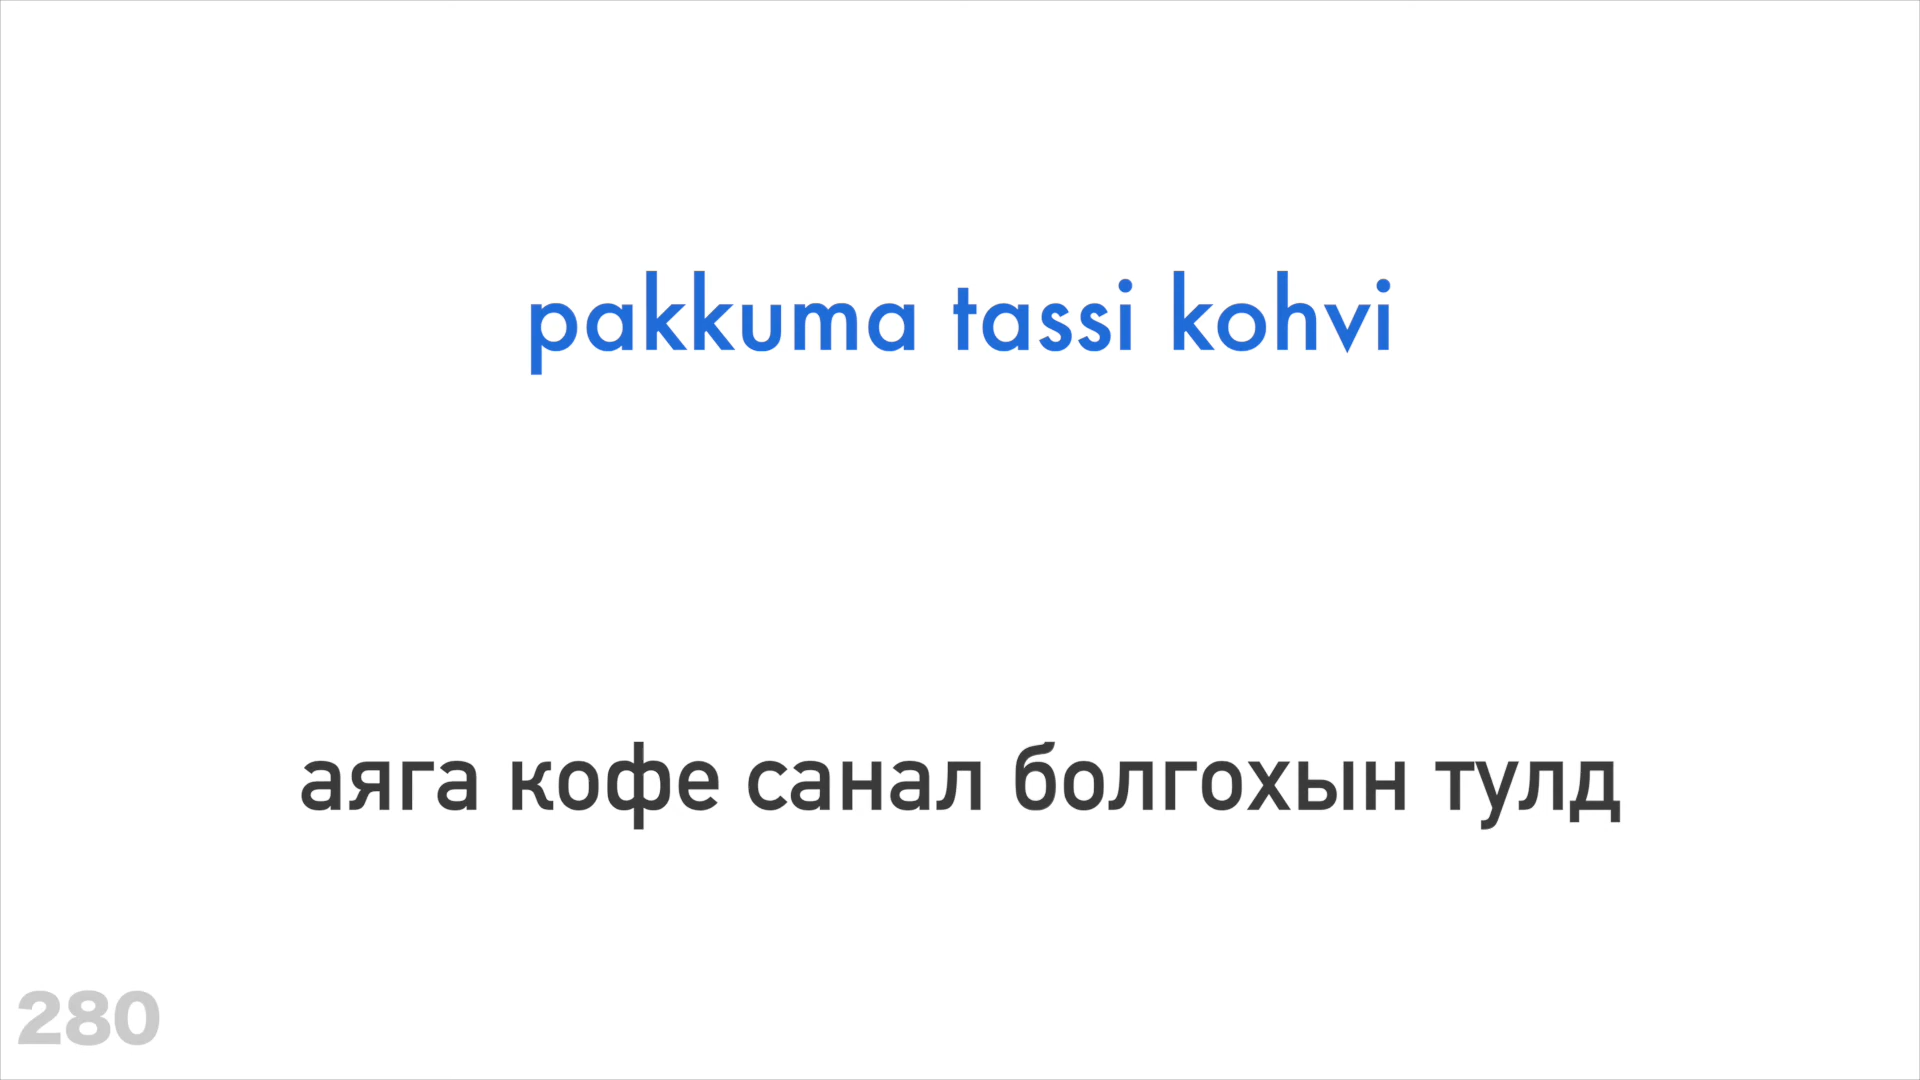 pakkuma tassi kohvi
аяга кофе санал болгохын тулд
280